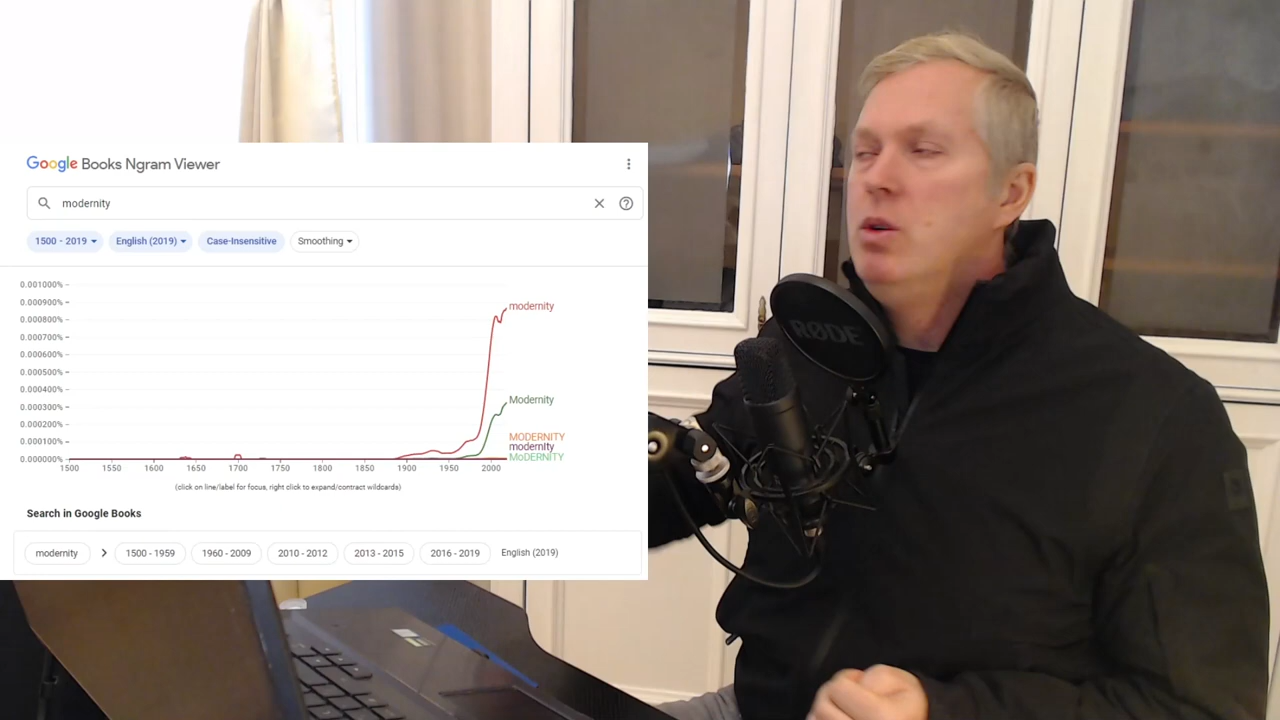 Google Books Ngram Viewer
modernity
1500 - 2019 English (2019) Case-Insensitive Smoothing
0.001000%
0.000900%
0.000800%
0.000700%
0.000600%
0.000500%
0.000400%
0.000300%
0.000200%
0.000100%
0.000000%
modernity
Modernity
MODERNITY
modernity
MoDERNITY
1500 1550 1600 1650 1700 1750 1800 1850 1900 1950 2000
(click on line/label for focus, right click to expand/contract wildcards)
Search in Google Books
modernity 1500 - 1959 1960 - 2009 2010 - 2012 2013 - 2015 2016 - 2019 English (2019)
RØDE